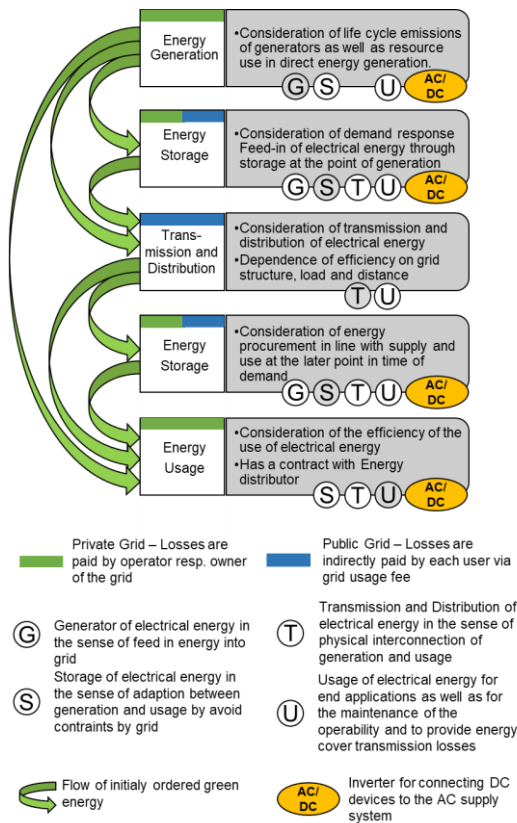 Energy
Generation
•Consideration of life cycle emissions
of generators as well as resource
use in direct energy generation.
G S U AC/
DC
Energy
Storage
•Consideration of demand response
Feed-in of electrical energy through
storage at the point of generation
G S T U AC/
DC
Trans-
mission and
Distribution
•Consideration of transmission and
distribution of electrical energy
•Dependence of efficiency on grid
structure, load and distance
T U
Energy
Storage
•Consideration of energy
procurement in line with supply and
use at the later point in time of
demand
G S T U AC/
DC
Energy
Usage
•Consideration of the efficiency of the
use of electrical energy
•Has a contract with Energy
distributor
S T U AC/
DC
Private Grid – Losses are
paid by operator resp. owner
of the grid
Public Grid – Losses are
indirectly paid by each user via
grid usage fee
G
Generator of electrical energy in
the sense of feed in energy into
grid
T
Transmission and Distribution of
electrical energy in the sense of
physical interconnection of
generation and usage
S
Storage of electrical energy in
the sense of adaption between
generation and usage by avoid
contraints by grid
U
Usage of electrical energy for
end applications as well as for
the maintenance of the
operability and to provide energy
cover transmission losses
Flow of initialy ordered green
energy
AC/
DC
Inverter for connecting DC
devices to the AC supply
system